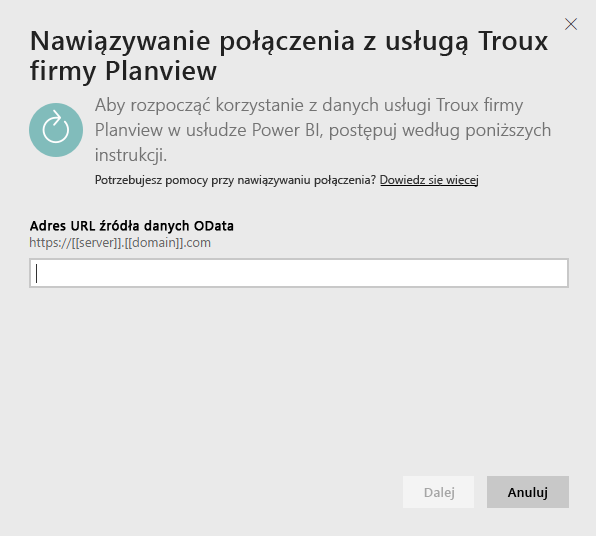 Nawiązywanie połączenia z usługą Troux
firmy Planview
Aby rozpocząć korzystanie z danych usługi Troux firmy
Planview w usłudze Power BI, postępuj według poniższych
instrukcji.
Potrzebujesz pomocy przy nawiązywaniu połączenia? Dowiedz się więcej
Adres URL źródła danych OData
https://[[server]].[[domain]].com
Dalej
Anuluj